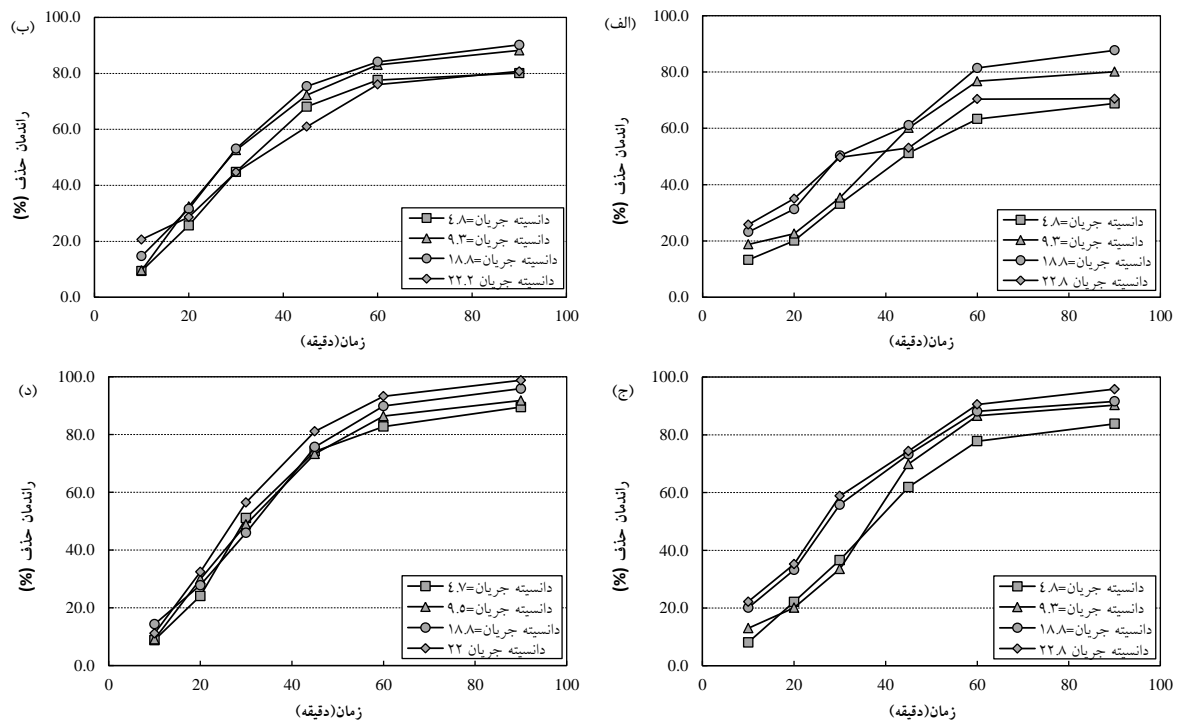 (الف)
100.0
80.0
60.0
40.0
20.0
0.0
0 20 40 60 80 100
راندمان حذف (%)
زمان(دقیقه)
دانسیته جریان=۴.۸
دانسیته جریان=۹.۳
دانسیته جریان=۱۸.۸
دانسیته جریان ۲۲.۸
(ب)
100.0
80.0
60.0
40.0
20.0
0.0
0 20 40 60 80 100
راندمان حذف (%)
زمان(دقیقه)
دانسیته جریان=۴.۸
دانسیته جریان=۹.۳
دانسیته جریان=۱۸.۸
دانسیته جریان ۲۲.۲
(ج)
100.0
80.0
60.0
40.0
20.0
0.0
0 20 40 60 80 100
راندمان حذف (%)
زمان(دقیقه)
دانسیته جریان=۴.۸
دانسیته جریان=۹.۳
دانسیته جریان=۱۸.۸
دانسیته جریان ۲۲.۸
(د)
100.0
80.0
60.0
40.0
20.0
0.0
0 20 40 60 80 100
راندمان حذف (%)
زمان(دقیقه)
دانسیته جریان=۴.۷
دانسیته جریان=۹.۵
دانسیته جریان=۱۸.۸
دانسیته جریان ۲۲